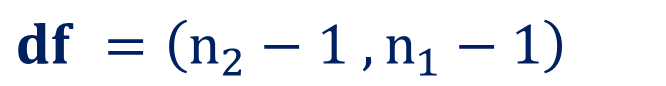 df = (n₂ − 1 , n₁ − 1)